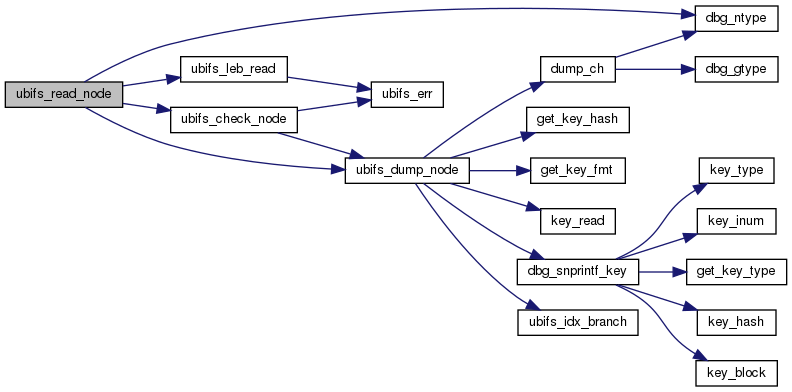 ubifs_read_node
ubifs_leb_read
ubifs_check_node
ubifs_err
ubifs_dump_node
dump_ch
get_key_hash
get_key_fmt
key_read
dbg_snprintf_key
ubifs_idx_branch
dbg_ntype
dbg_gtype
key_type
key_inum
get_key_type
key_hash
key_block